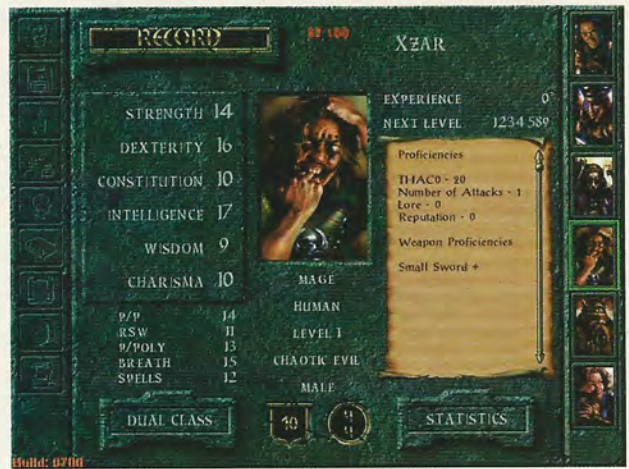 RECORD
XZAR
STRENGTH 14
DEXTERITY 16
CONSTITUTION 10
INTELLIGENCE 17
WISDOM 9
CHARISMA 10
P/P 14
RSW 11
P/POLY 13
BREATH 15
SPELLS 12
DUAL CLASS
MAGE
HUMAN
LEVEL 1
CHAOTIC EVIL
MALE
10
EXPERIENCE 0
NEXT LEVEL 1234589
Proficiencies
THAC0 - 20
Number of Attacks - 1
Lore - 0
Reputation - 0
Weapon Proficiencies
Small Sword +
STATISTICS
Build: 0700